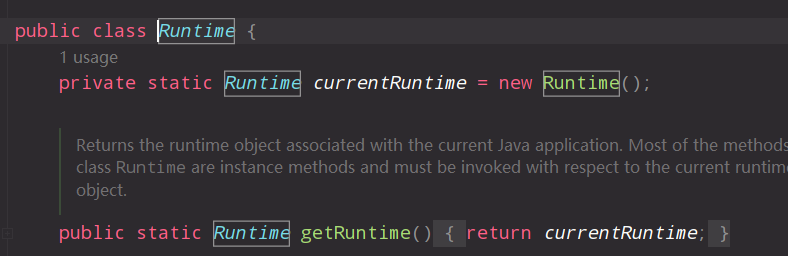 public class Runtime {
1 usage
private static Runtime currentRuntime = new Runtime();
Returns the runtime object associated with the current Java application. Most of the methods
class Runtime are instance methods and must be invoked with respect to the current runtime
object.
public static Runtime getRuntime() { return currentRuntime; }